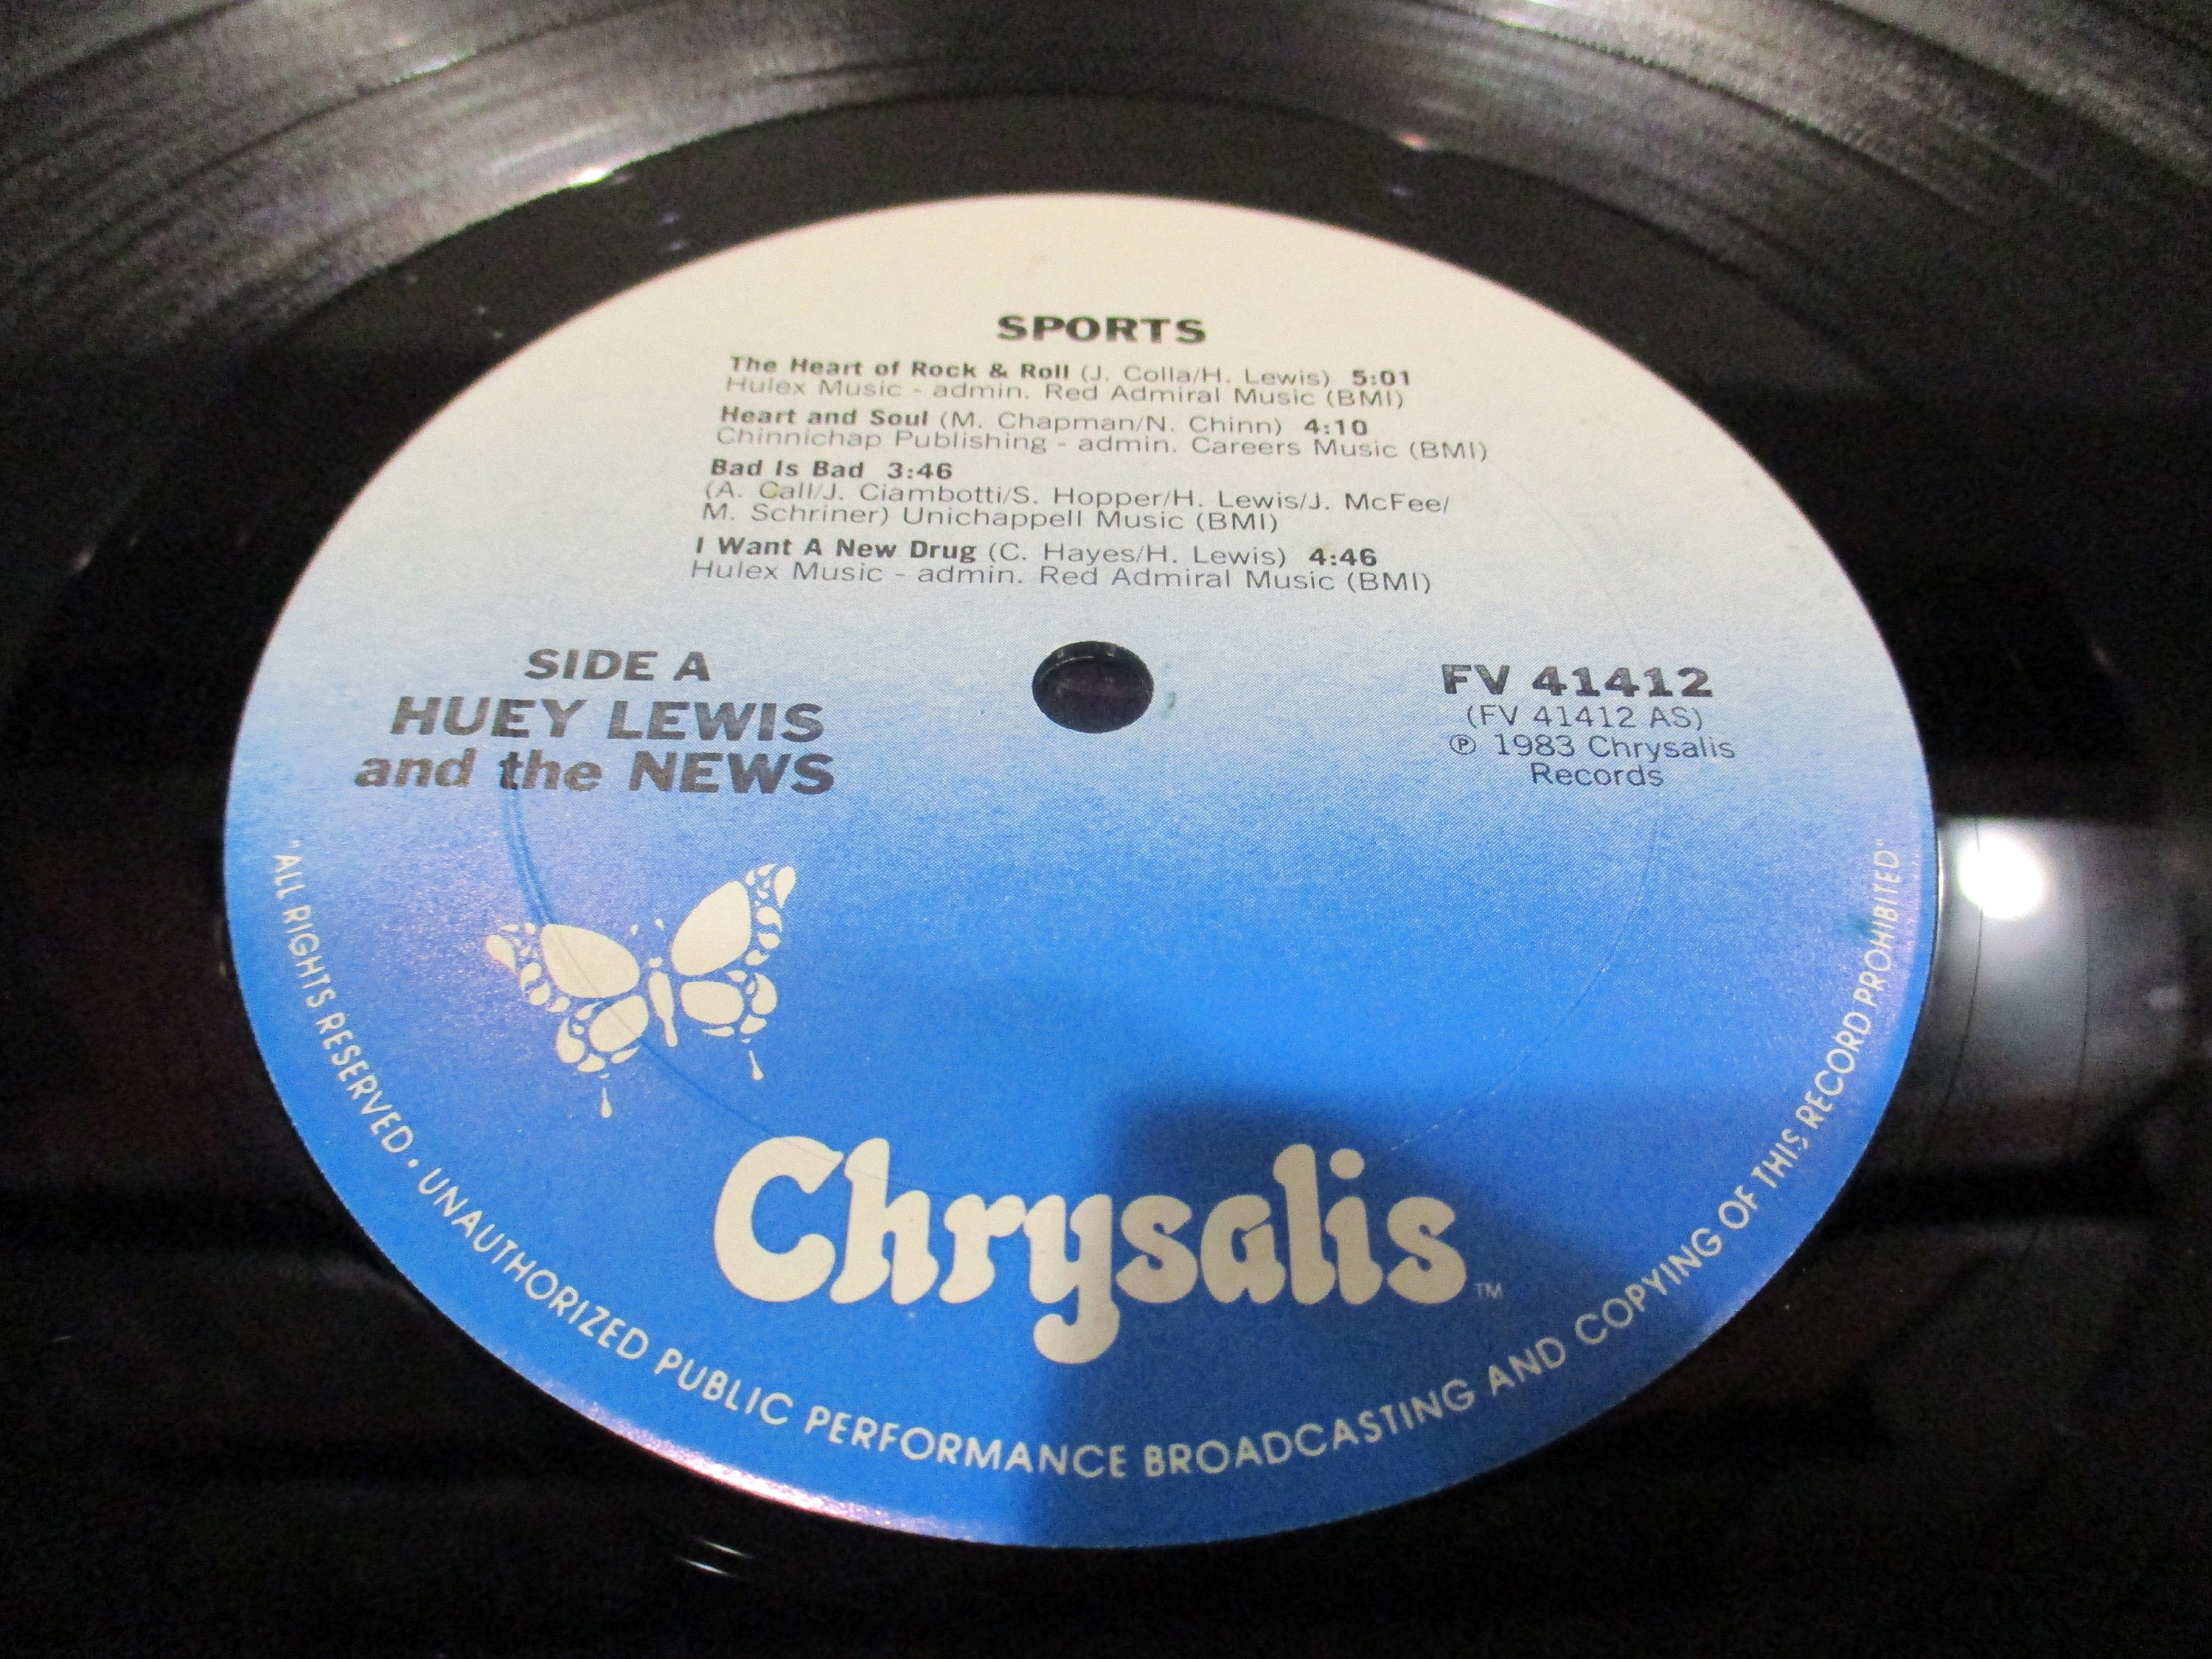 SPORTS
The Heart of Rock & Roll (J. Colla/H. Lewis) 5:01
Hulex Music - admin. Red Admiral Music (BMI)
Heart and Soul (M. Chapman/N. Chinn) 4:10
Chinnichap Publishing - admin. Careers Music (BMI)
Bad Is Bad 3:46
(A. Call/J. Ciambotti/S. Hopper/H. Lewis/J. McFee/
M. Schriner) Unichappell Music (BMI)
I Want A New Drug (C. Hayes/H. Lewis) 4:46
Hulex Music - admin. Red Admiral Music (BMI)
SIDE A
HUEY LEWIS
and the NEWS
FV 41412
(FV 41412 AS)
℗ 1983 Chrysalis
Records
Chrysalis™
"ALL RIGHTS RESERVED • UNAUTHORIZED PUBLIC PERFORMANCE BROADCASTING AND COPYING OF THIS RECORD PROHIBITED"